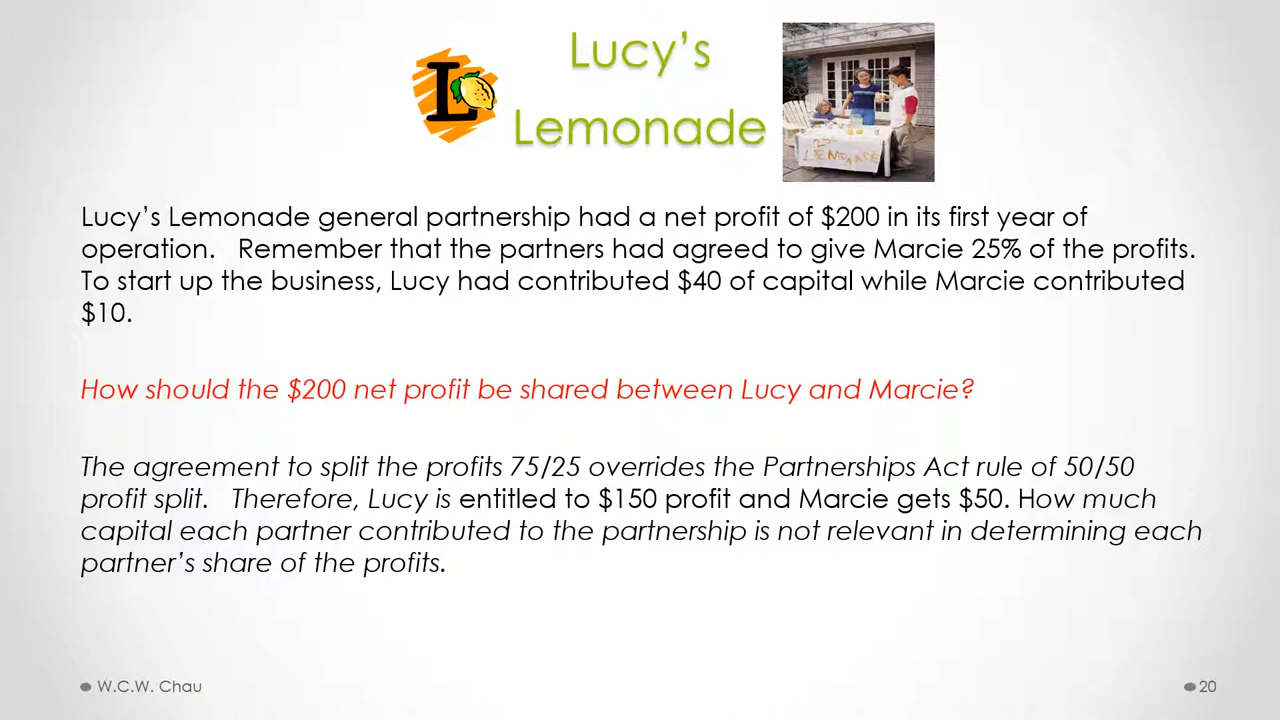 Lucy’s
Lemonade
L
25¢
LEMONADE
Lucy’s Lemonade general partnership had a net profit of $200 in its first year of
operation. Remember that the partners had agreed to give Marcie 25% of the profits.
To start up the business, Lucy had contributed $40 of capital while Marcie contributed
$10.
How should the $200 net profit be shared between Lucy and Marcie?
The agreement to split the profits 75/25 overrides the Partnerships Act rule of 50/50
profit split. Therefore, Lucy is entitled to $150 profit and Marcie gets $50. How much
capital each partner contributed to the partnership is not relevant in determining each
partner’s share of the profits.
W.C.W. Chau
20